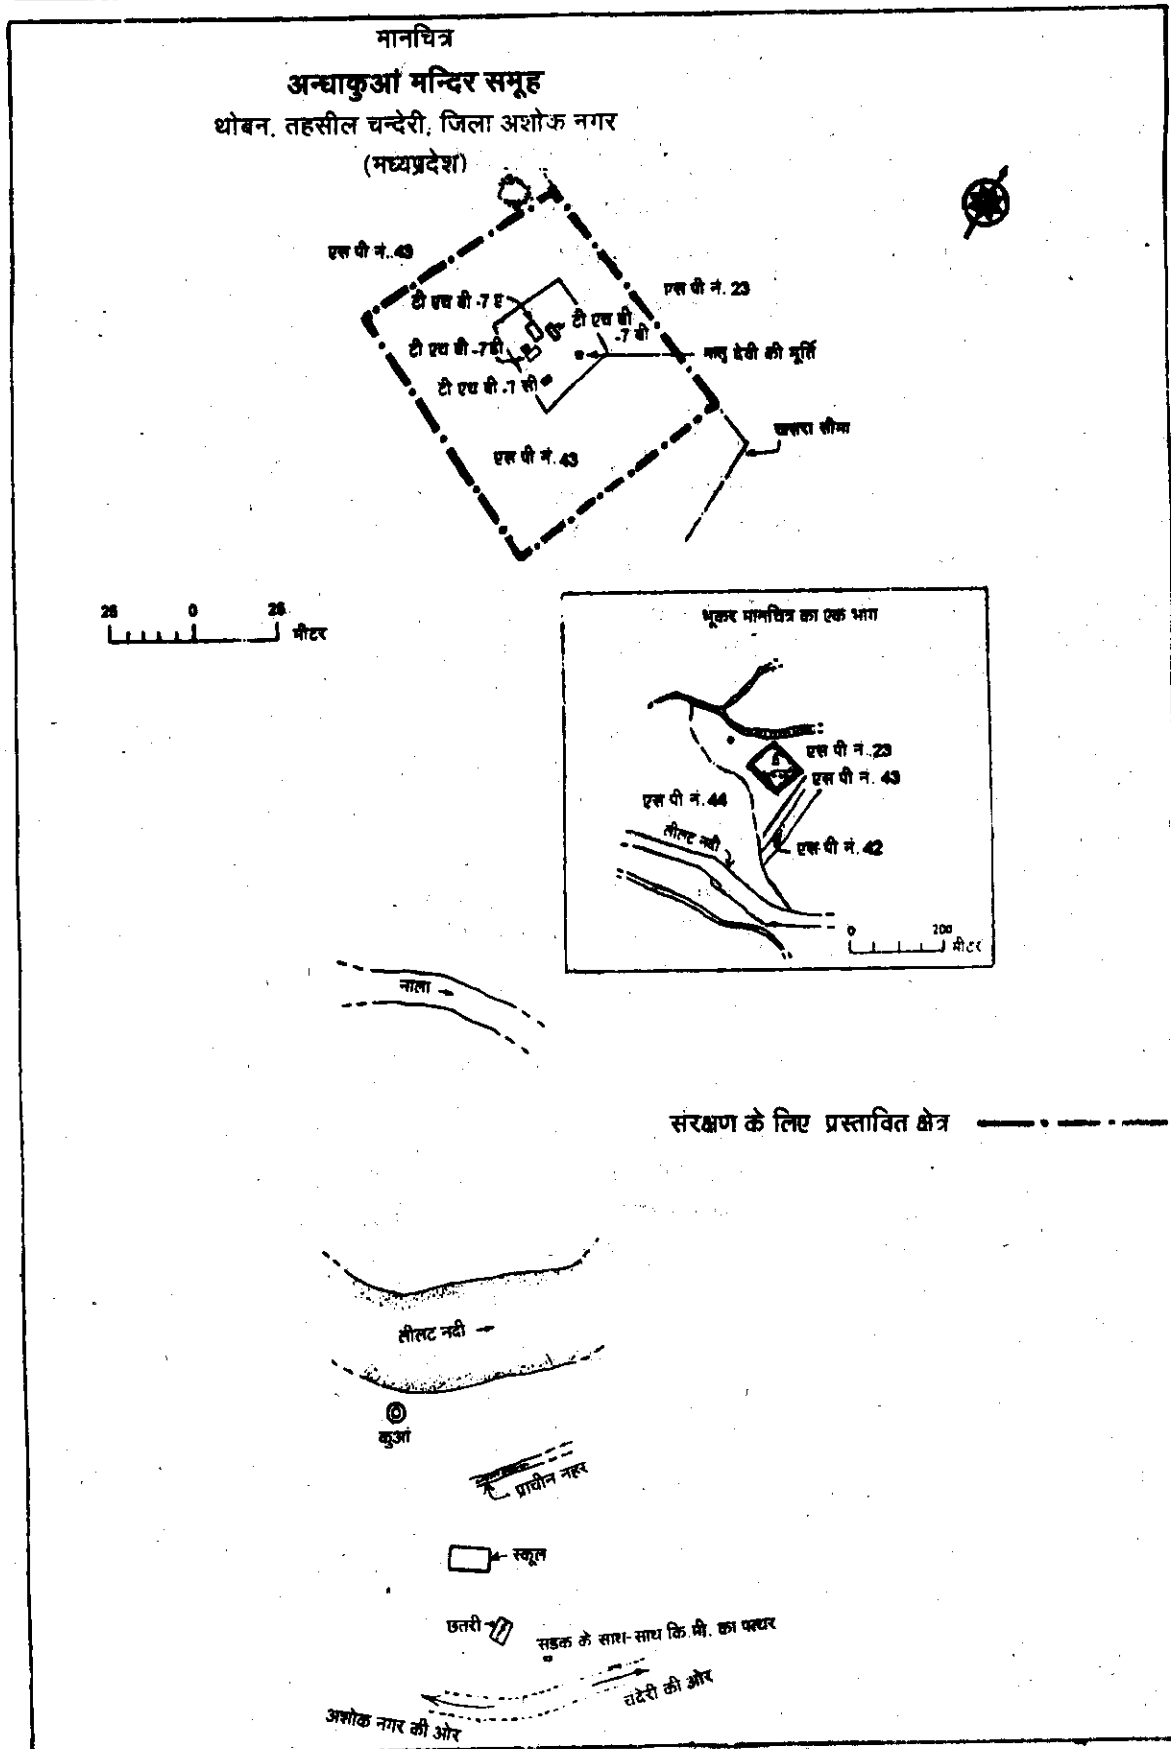 मानचित्र
अन्धाकुआं मन्दिर समूह
थोबन, तहसील चन्देरी, जिला अशोक नगर
(मध्यप्रदेश)
एस पी नं. 43
एस पी नं. 23
टी एच बी -7 ए
टी एच बी
-7 बी
टी एच बी -7 डी
मातृ देवी की मूर्ति
टी एच बी -7 सी
खसरा सीमा
एस पी नं. 43
25 0 25
मीटर
भूकर मानचित्र का एक भाग
एस पी नं. 23
एस पी नं. 43
एस पी नं. 44
लीलट नदी
एस पी नं. 42
0 200
मीटर
नाला
संरक्षण के लिए प्रस्तावित क्षेत्र
लीलट नदी
कुआं
प्राचीन नहर
स्कूल
छतरी
सडक के साथ-साथ कि.मी. का पत्थर
चंदेरी की ओर
अशोक नगर की ओर